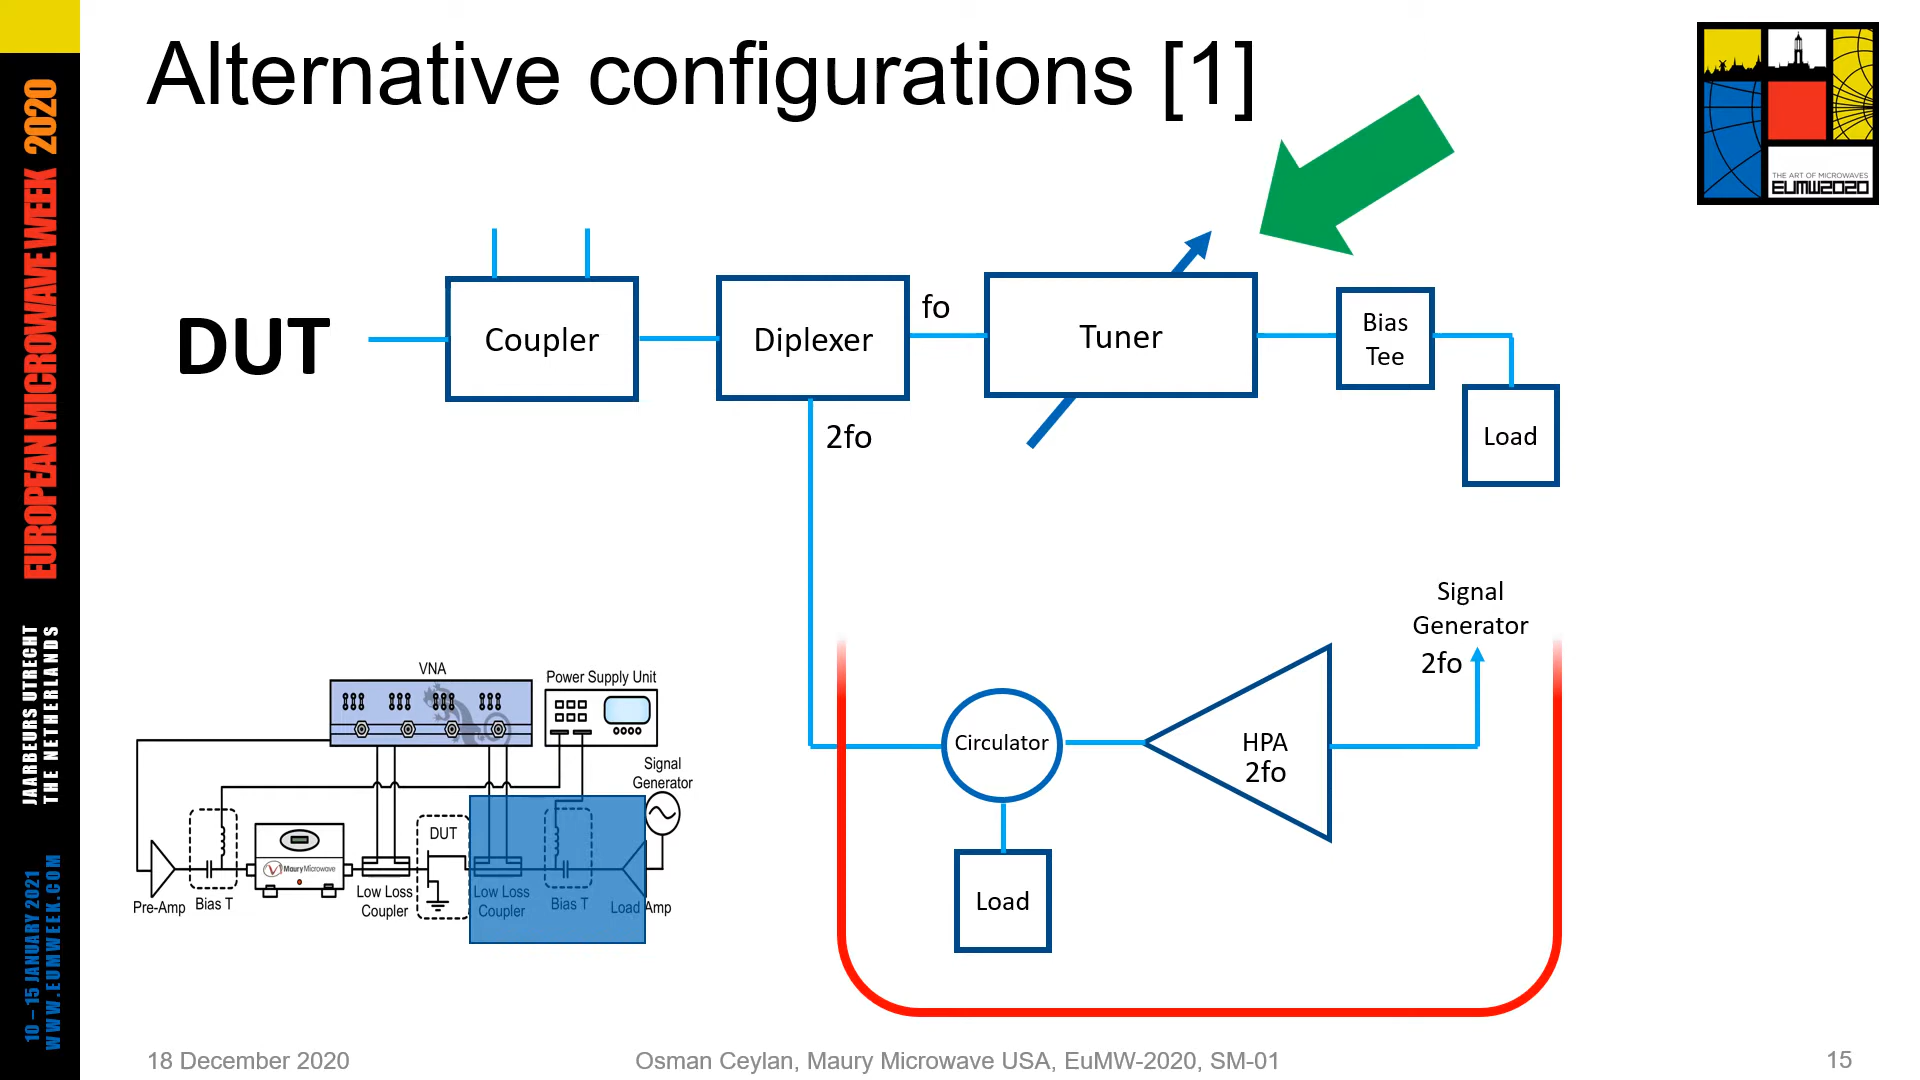 Alternative configurations [1]
EUROPEAN MICROWAVE WEEK 2020
JAARBEURS UTRECHT
THE NETHERLANDS
10 – 15 JANUARY 2021
WWW.EUMWEEK.COM
THE ART OF MICROWAVES
EUMW2020
DUT
Coupler
Diplexer
fo
Tuner
Bias
Tee
Load
2fo
Signal
Generator
2fo
Circulator
HPA
2fo
Load
VNA
Power Supply Unit
Signal
Generator
DUT
Maury Microwave
Pre-Amp
Bias T
Low Loss
Coupler
Low Loss
Coupler
Bias T
Load Amp
18 December 2020
Osman Ceylan, Maury Microwave USA, EuMW-2020, SM-01
15